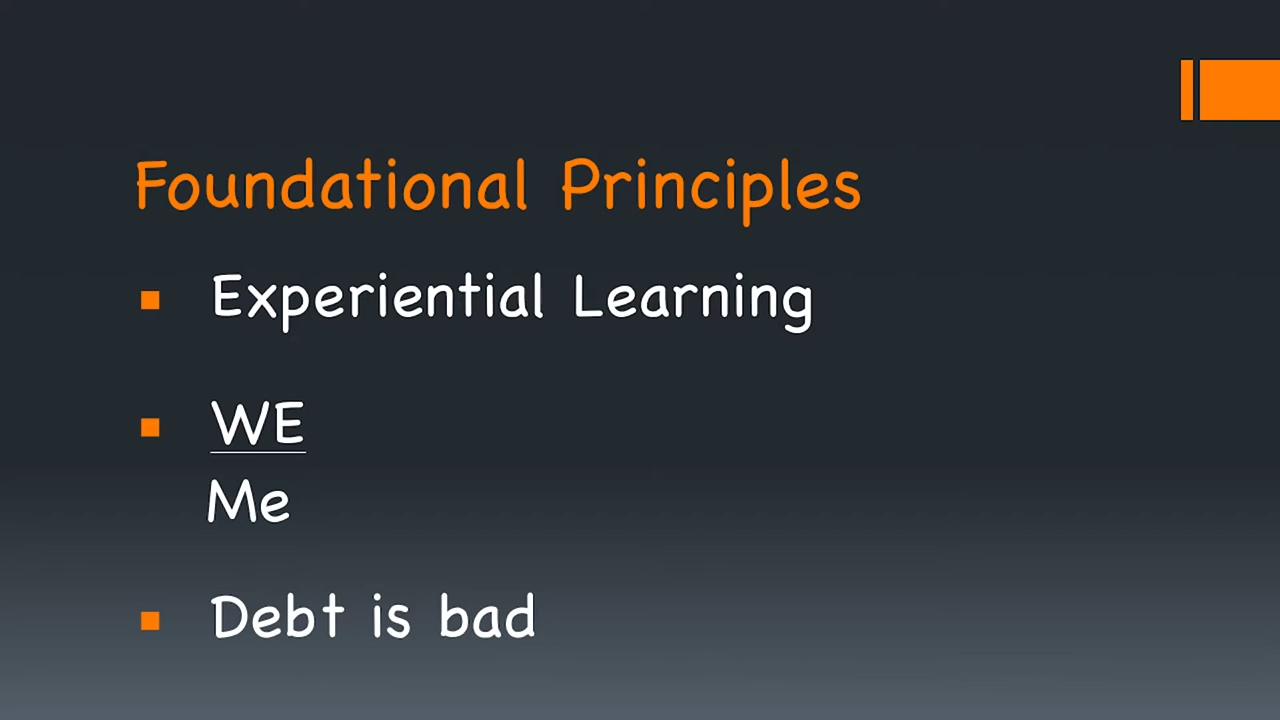 Foundational Principles
Experiential Learning
WE
Me
Debt is bad